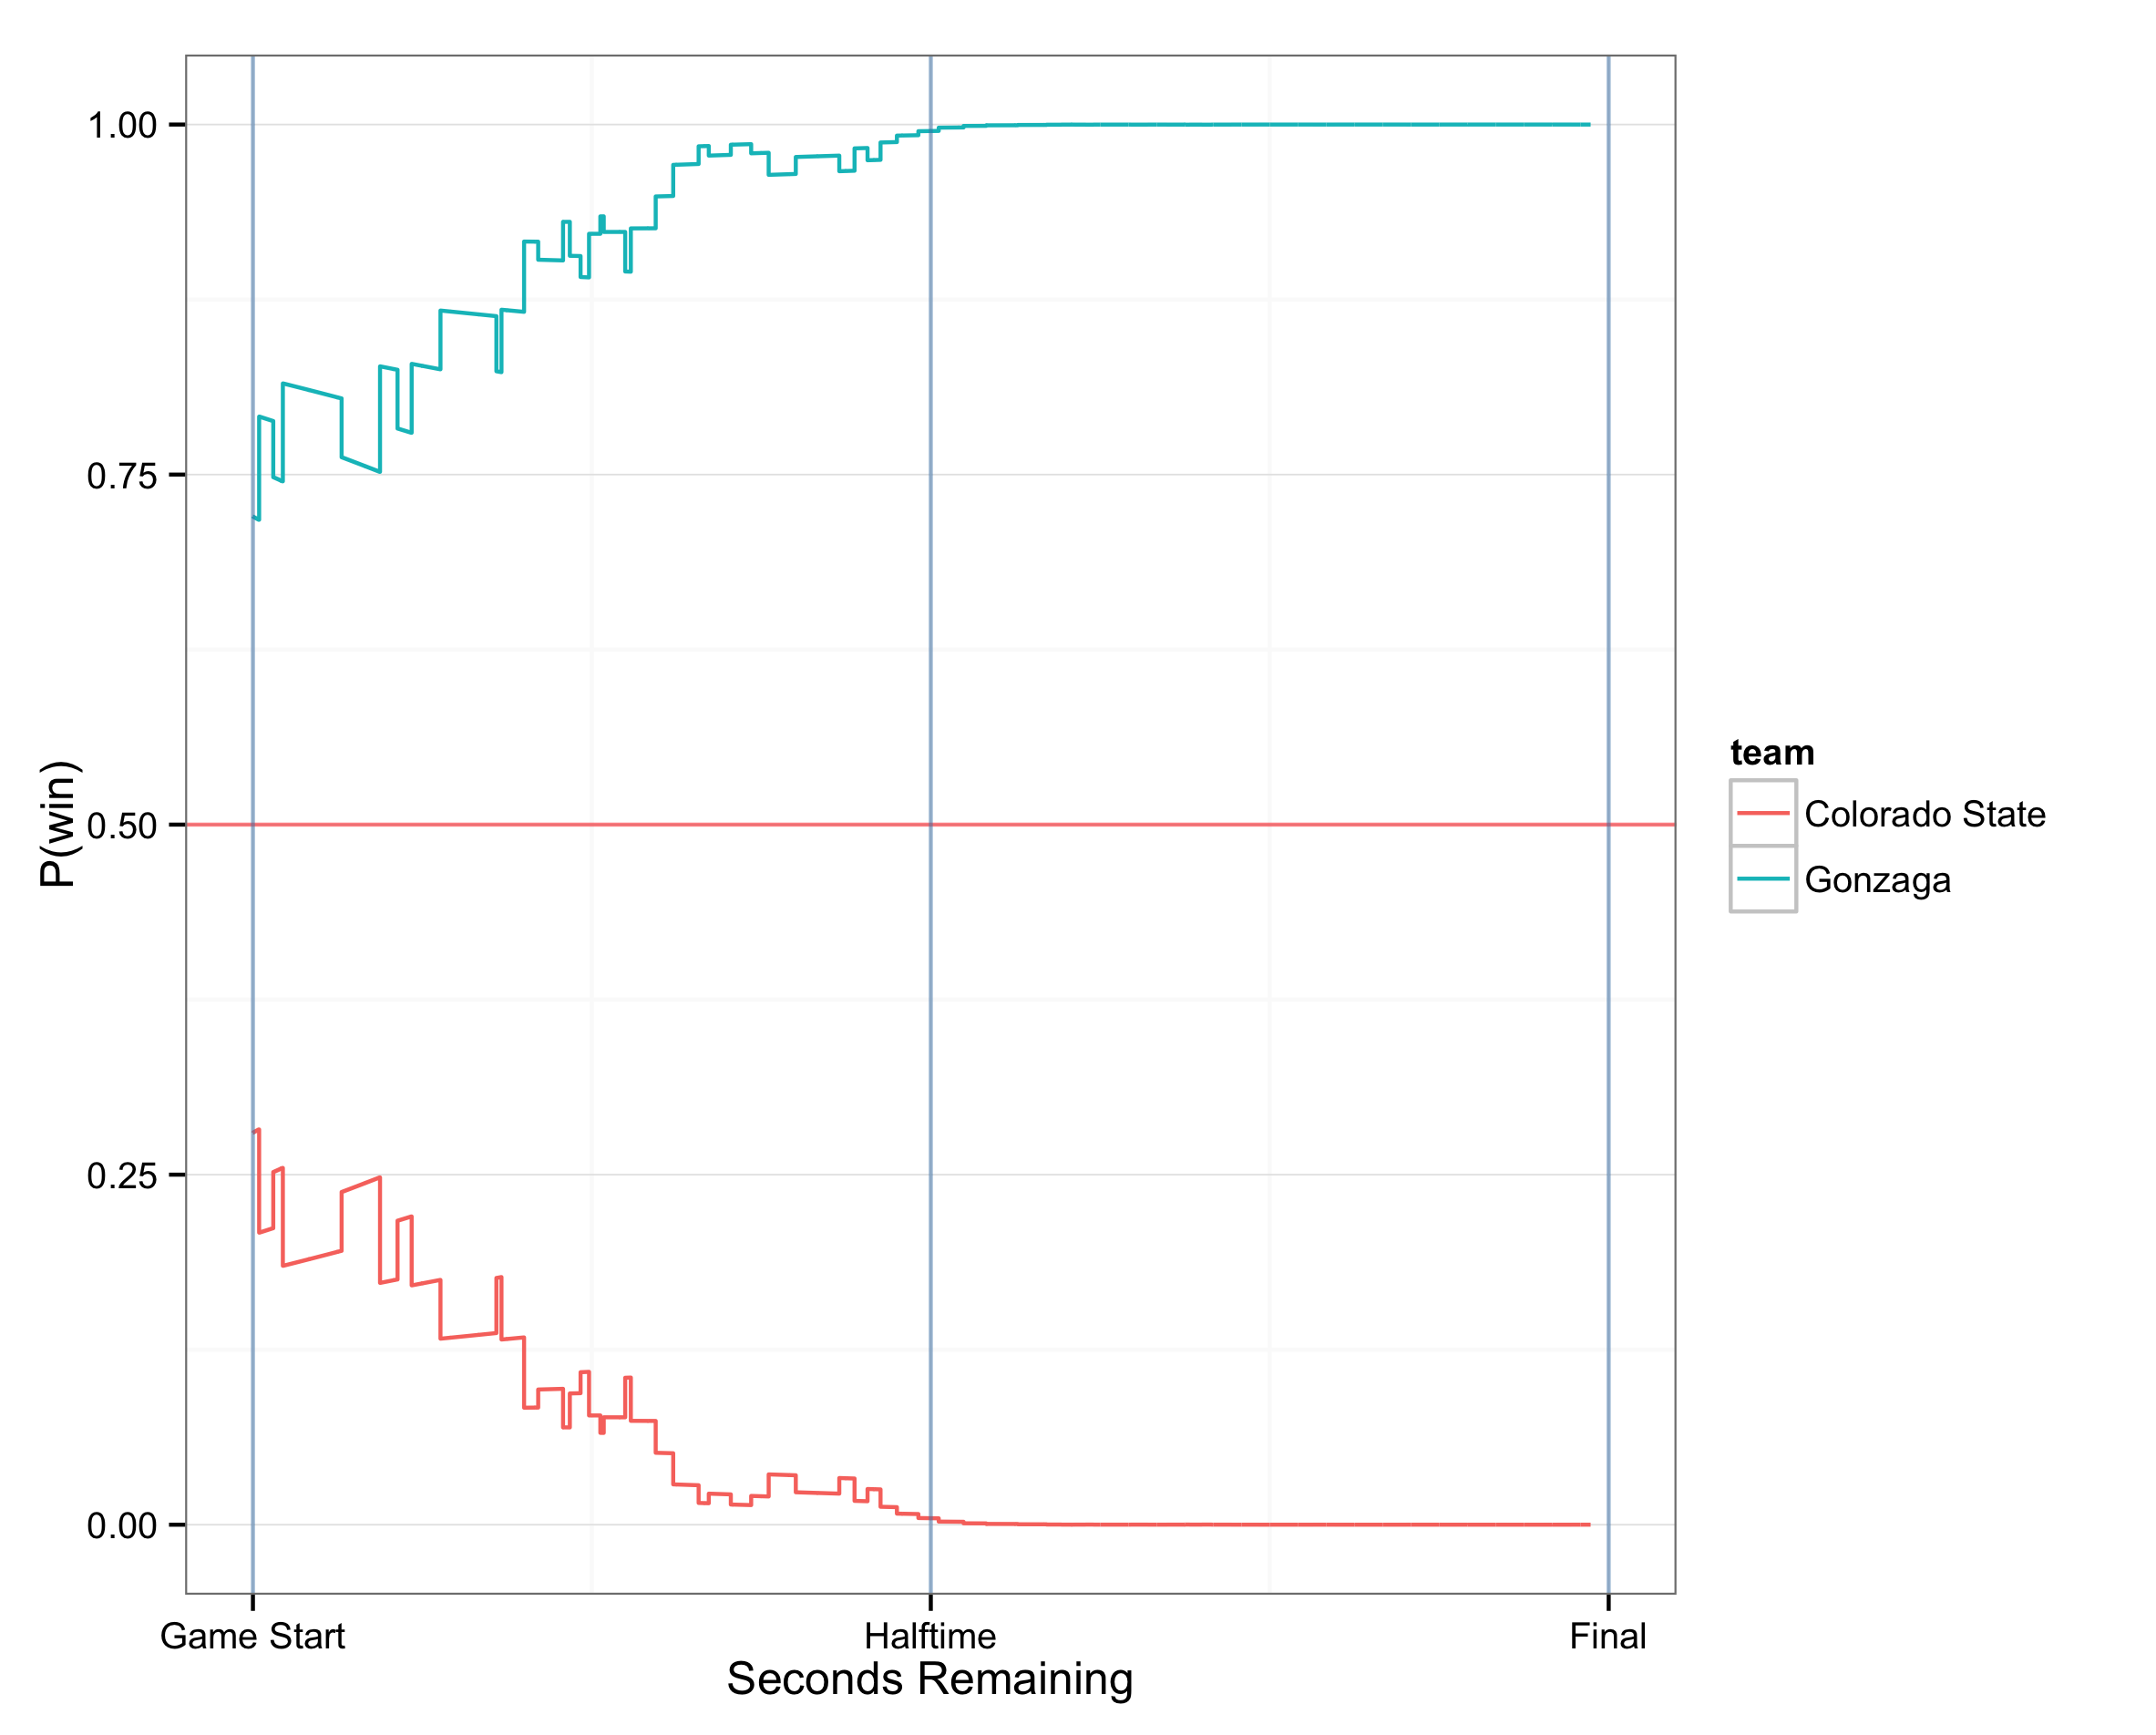 1.00
0.75
0.50
0.25
0.00
P(win)
Game Start
Halftime
Final
Seconds Remaining
team
Colorado State
Gonzaga